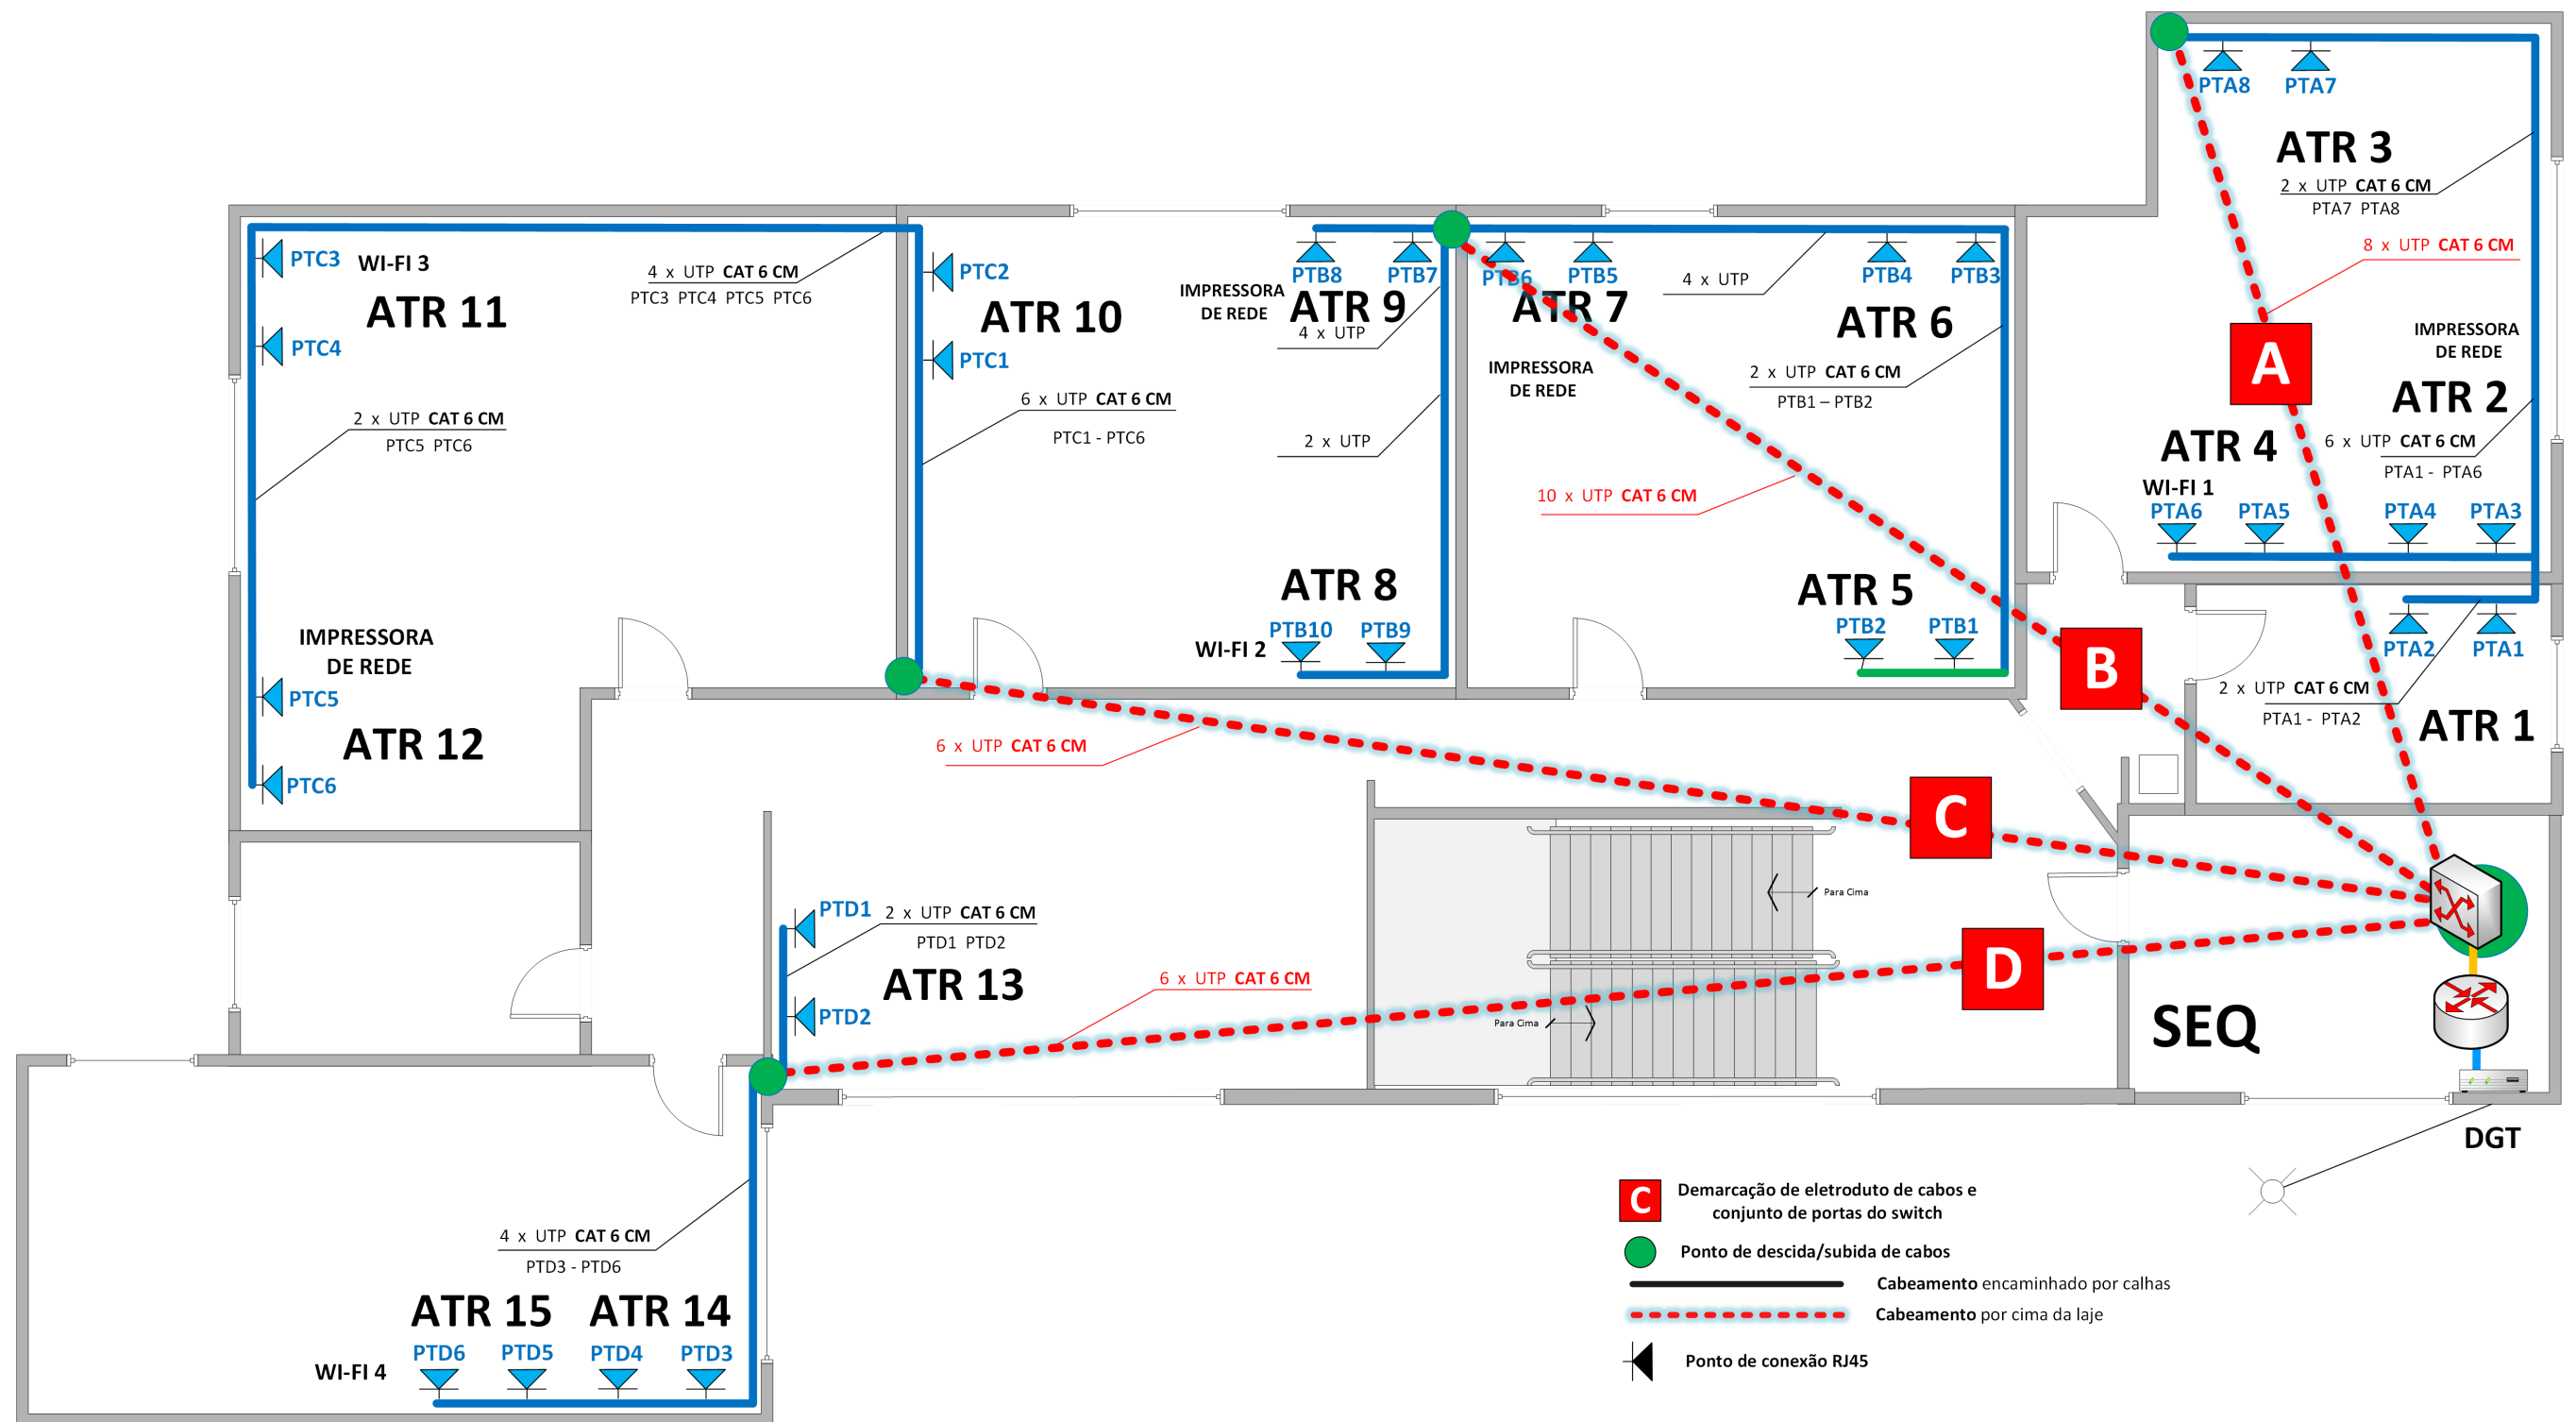 PTA8 PTA7
ATR 3
2 x UTP CAT 6 CM
PTA7 PTA8
8 x UTP CAT 6 CM
A
IMPRESSORA
DE REDE
ATR 2
6 x UTP CAT 6 CM
PTA1 - PTA6
ATR 4
WI-FI 1
PTA6 PTA5 PTA4 PTA3
PTA2 PTA1
2 x UTP CAT 6 CM
PTA1 - PTA2
ATR 1
PTC3 WI-FI 3
ATR 11
PTC4
4 x UTP CAT 6 CM
PTC3 PTC4 PTC5 PTC6
2 x UTP CAT 6 CM
PTC5 PTC6
IMPRESSORA
DE REDE
PTC5
ATR 12
PTC6
PTC2
ATR 10
PTC1
6 x UTP CAT 6 CM
PTC1 - PTC6
IMPRESSORA
DE REDE
PTB8 PTB7
ATR 9
4 x UTP
2 x UTP
ATR 8
PTB10 PTB9
WI-FI 2
PTB6 PTB5 PTB4 PTB3
ATR 7
4 x UTP
ATR 6
IMPRESSORA
DE REDE
2 x UTP CAT 6 CM
PTB1 – PTB2
10 x UTP CAT 6 CM
ATR 5
PTB2 PTB1
B
6 x UTP CAT 6 CM
C
Para Cima
D
Para Cima
SEQ
DGT
PTD1 2 x UTP CAT 6 CM
PTD1 PTD2
ATR 13
PTD2
6 x UTP CAT 6 CM
4 x UTP CAT 6 CM
PTD3 - PTD6
ATR 15 ATR 14
PTD6 PTD5 PTD4 PTD3
WI-FI 4
C Demarcação de eletroduto de cabos e
conjunto de portas do switch
Ponto de descida/subida de cabos
Cabeamento encaminhado por calhas
Cabeamento por cima da laje
Ponto de conexão RJ45